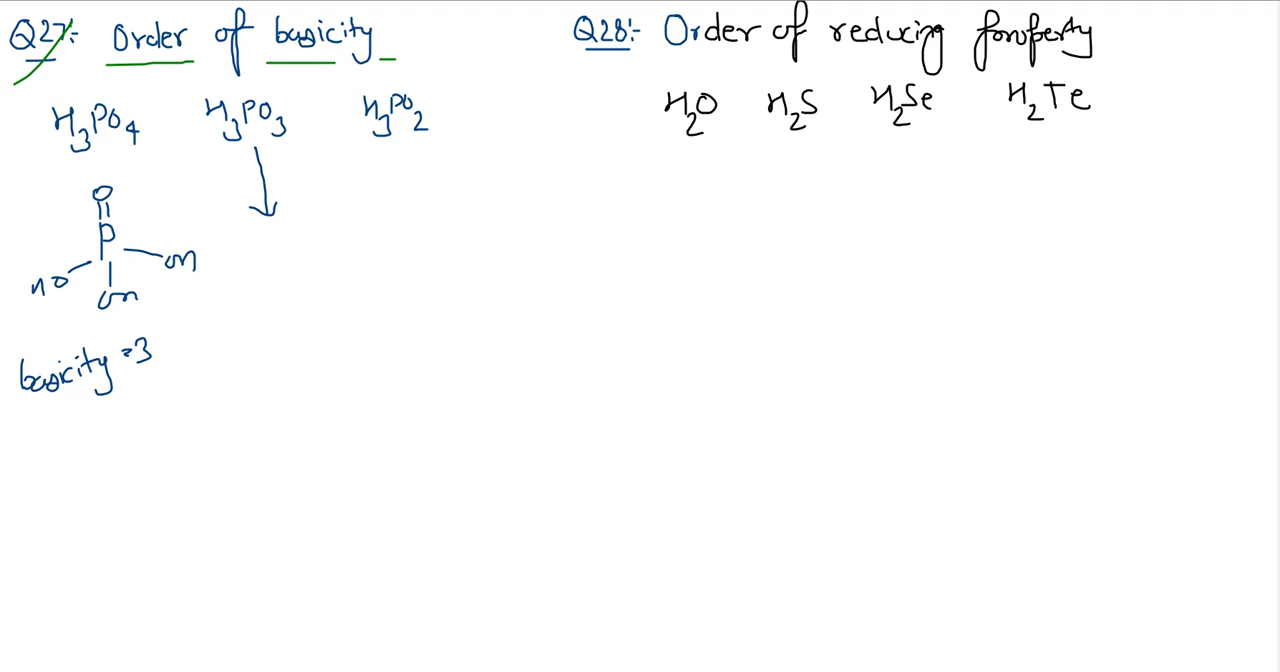 Q27:- Order of basicity
H3PO4 H3PO3 H3PO2
O
P
HO OH
OH
basicity =3
Q28:- Order of reducing property
H2O H2S H2Se H2Te